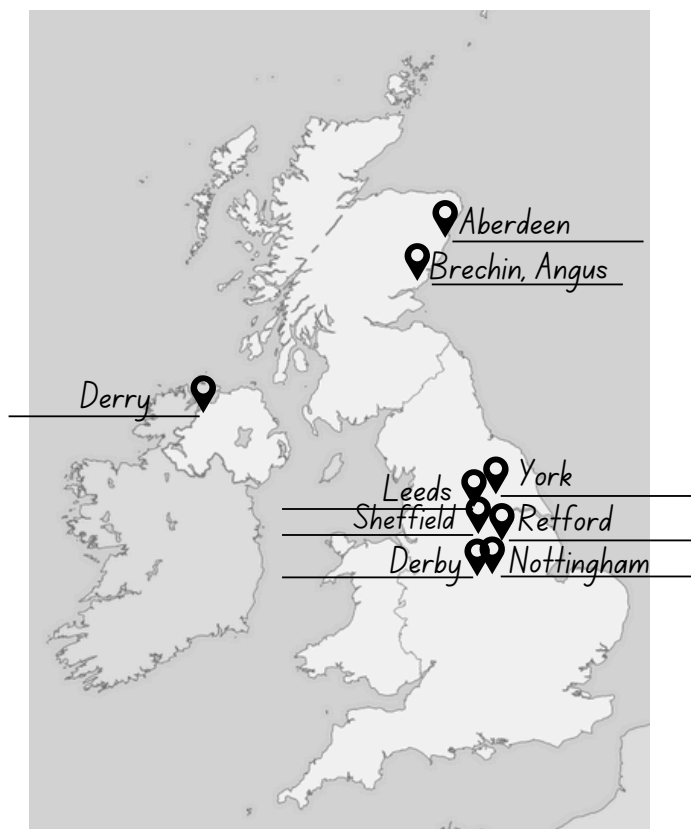 Aberdeen
Brechin, Angus
Derry
York
Leeds
Sheffield
Retford
Derby
Nottingham